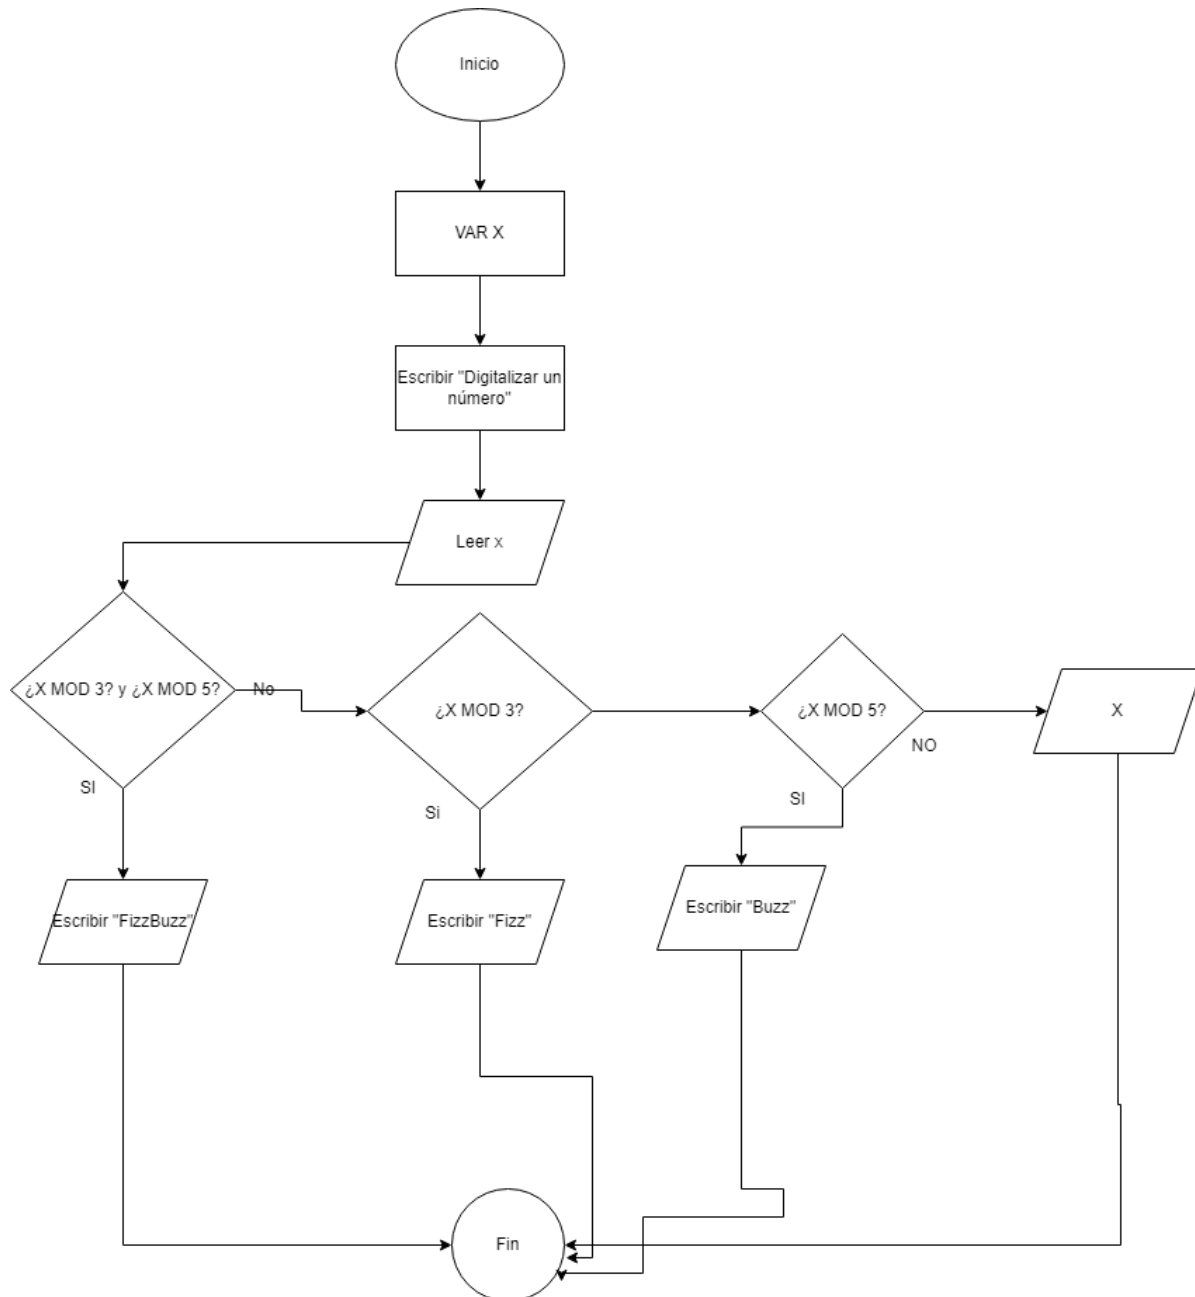 Inicio
VAR X
Escribir "Digitalizar un
número"
Leer x
¿X MOD 3? y ¿X MOD 5?
No
¿X MOD 3?
¿X MOD 5?
X
NO
SI
Si
SI
Escribir "FizzBuzz"
Escribir "Fizz"
Escribir "Buzz"
Fin